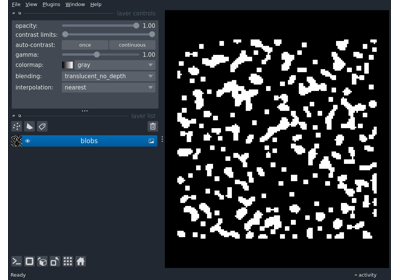 File View Plugins Window Help
layer controls
opacity: 1.00
contrast limits:
auto-contrast: once continuous
gamma: 1.00
colormap: gray
blending: translucent_no_depth
interpolation: nearest
layer list
blobs
Ready activity